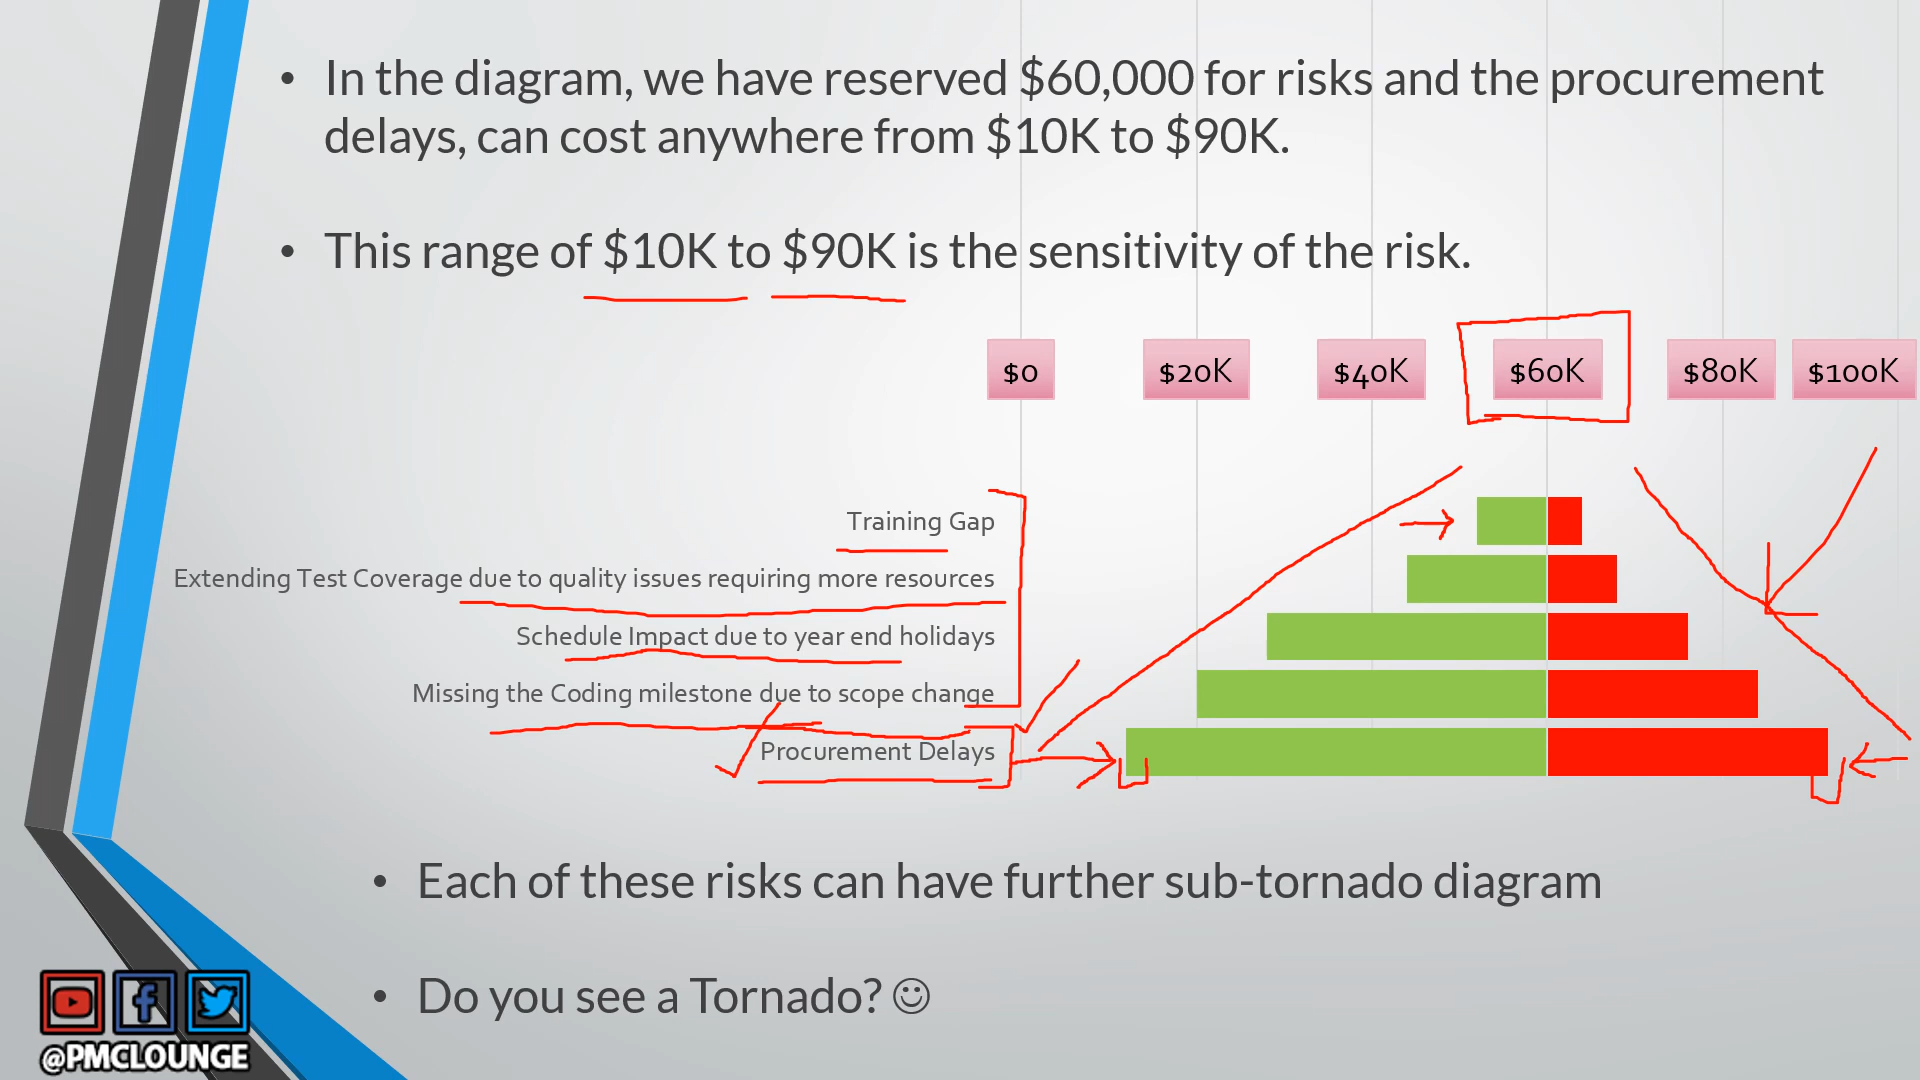 • In the diagram, we have reserved $60,000 for risks and the procurement
delays, can cost anywhere from $10K to $90K.
• This range of $10K to $90K is the sensitivity of the risk.
$0 $20K $40K $60K $80K $100K
Training Gap
Extending Test Coverage due to quality issues requiring more resources
Schedule Impact due to year end holidays
Missing the Coding milestone due to scope change
Procurement Delays
• Each of these risks can have further sub-tornado diagram
• Do you see a Tornado? ☺
@PMCLOUNGE